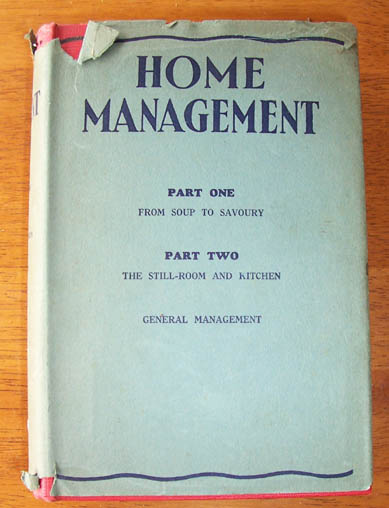 HOME
MANAGEMENT
PART ONE
FROM SOUP TO SAVOURY
PART TWO
THE STILL-ROOM AND KITCHEN
GENERAL MANAGEMENT